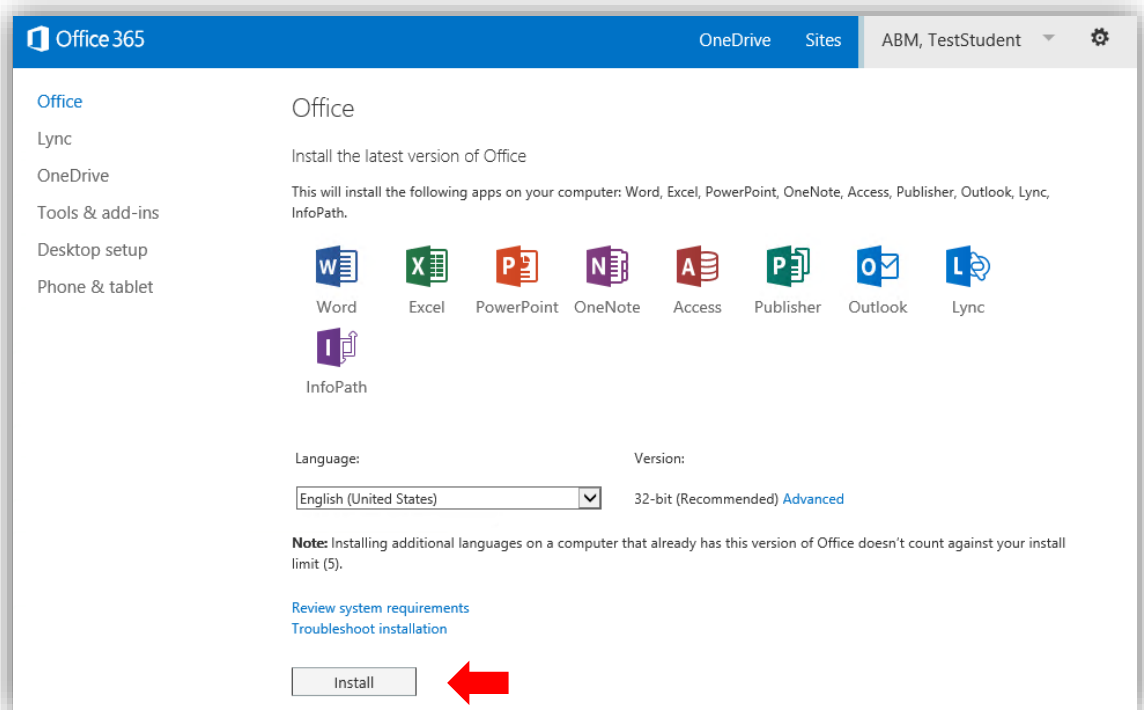 Office 365
OneDrive Sites ABM, TestStudent
Office
Lync
OneDrive
Tools & add-ins
Desktop setup
Phone & tablet
Office
Install the latest version of Office
This will install the following apps on your computer: Word, Excel, PowerPoint, OneNote, Access, Publisher, Outlook, Lync,
InfoPath.
Word Excel PowerPoint OneNote Access Publisher Outlook Lync
InfoPath
Language: Version:
English (United States) 32-bit (Recommended) Advanced
Note: Installing additional languages on a computer that already has this version of Office doesn't count against your install
limit (5).
Review system requirements
Troubleshoot installation
Install